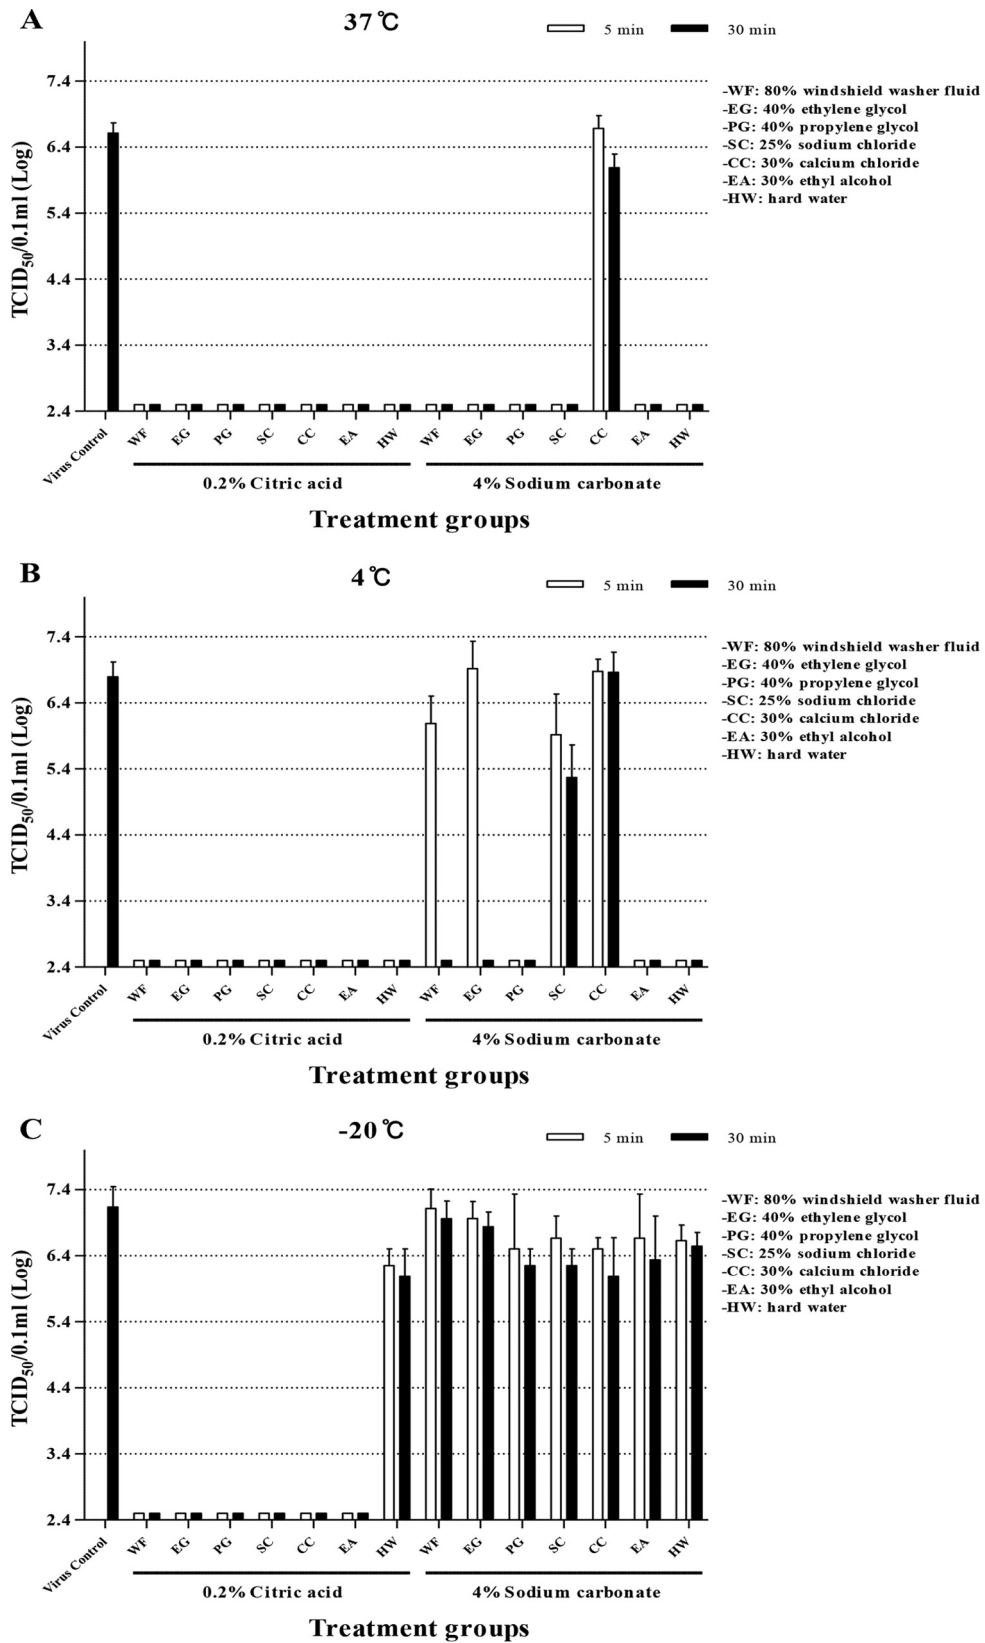 A
37℃
5 min
30 min
7.4
6.4
5.4
4.4
3.4
2.4
TCID50/0.1ml (Log)
-WF: 80% windshield washer fluid
-EG: 40% ethylene glycol
-PG: 40% propylene glycol
-SC: 25% sodium chloride
-CC: 30% calcium chloride
-EA: 30% ethyl alcohol
-HW: hard water
Virus Control
WF
EG
PG
SC
CC
EA
HW
WF
EG
PG
SC
CC
EA
HW
0.2% Citric acid
4% Sodium carbonate
Treatment groups
B
4℃
5 min
30 min
7.4
6.4
5.4
4.4
3.4
2.4
TCID50/0.1ml (Log)
-WF: 80% windshield washer fluid
-EG: 40% ethylene glycol
-PG: 40% propylene glycol
-SC: 25% sodium chloride
-CC: 30% calcium chloride
-EA: 30% ethyl alcohol
-HW: hard water
Virus Control
WF
EG
PG
SC
CC
EA
HW
WF
EG
PG
SC
CC
EA
HW
0.2% Citric acid
4% Sodium carbonate
Treatment groups
C
-20℃
5 min
30 min
7.4
6.4
5.4
4.4
3.4
2.4
TCID50/0.1ml (Log)
-WF: 80% windshield washer fluid
-EG: 40% ethylene glycol
-PG: 40% propylene glycol
-SC: 25% sodium chloride
-CC: 30% calcium chloride
-EA: 30% ethyl alcohol
-HW: hard water
Virus Control
WF
EG
PG
SC
CC
EA
HW
WF
EG
PG
SC
CC
EA
HW
0.2% Citric acid
4% Sodium carbonate
Treatment groups